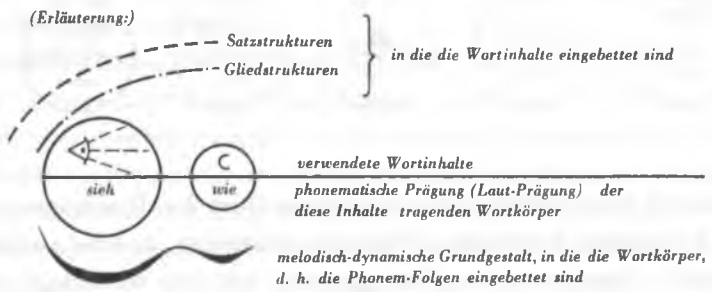 (Erläuterung:)
Satzstrukturen
Gliedstrukturen
in die die Wortinhalte eingebettet sind
verwendete Wortinhalte
sieh
wie
phonematische Prägung (Laut-Prägung) der
diese Inhalte tragenden Wortkörper
melodisch-dynamische Grundgestalt, in die die Wortkörper,
d. h. die Phonem-Folgen eingebettet sind